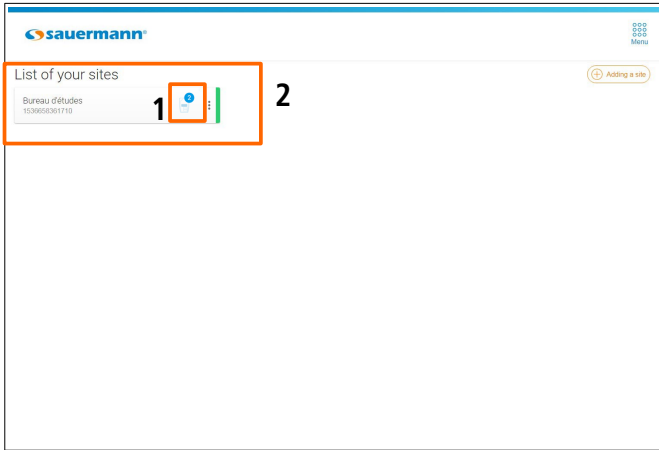 sauermann®
Menu
List of your sites
Adding a site
Bureau d'études
1536658361710
1
2
2